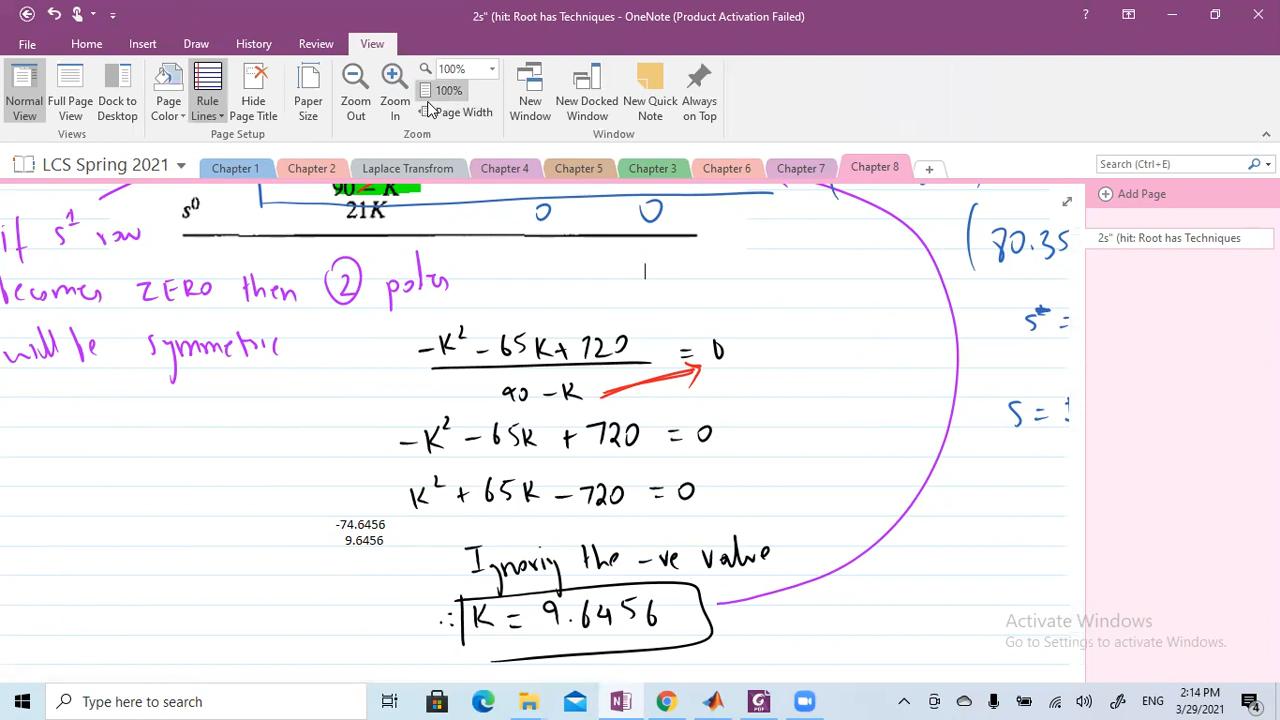 2s" (hit: Root has Techniques - OneNote (Product Activation Failed)
File Home Insert Draw History Review View
Normal View
Full Page View
Dock to Desktop
Page Color
Rule Lines
Hide Page Title
Paper Size
Zoom Out
Zoom In
100%
100%
Page Width
New Window
New Docked Window
New Quick Note
Always on Top
Views Page Setup Zoom Window
LCS Spring 2021 Chapter 1 Chapter 2 Laplace Transfrom Chapter 4 Chapter 5 Chapter 3 Chapter 6 Chapter 7 Chapter 8
Search (Ctrl+E)
Add Page
2s" (hit: Root has Techniques
90 − K
s⁰ 21K 0 0
if s¹ row
becomes ZERO then 2 poles
will be symmetric
(80.35
s² =
s = ±
-K² - 65K + 720 = 0
90 - K
-K² - 65K + 720 = 0
K² + 65K - 720 = 0
-74.6456
9.6456
Ignoring the -ve value
∴ K = 9.6456
Activate Windows
Go to Settings to activate Windows.
Type here to search
ENG
2:14 PM
3/29/2021
4